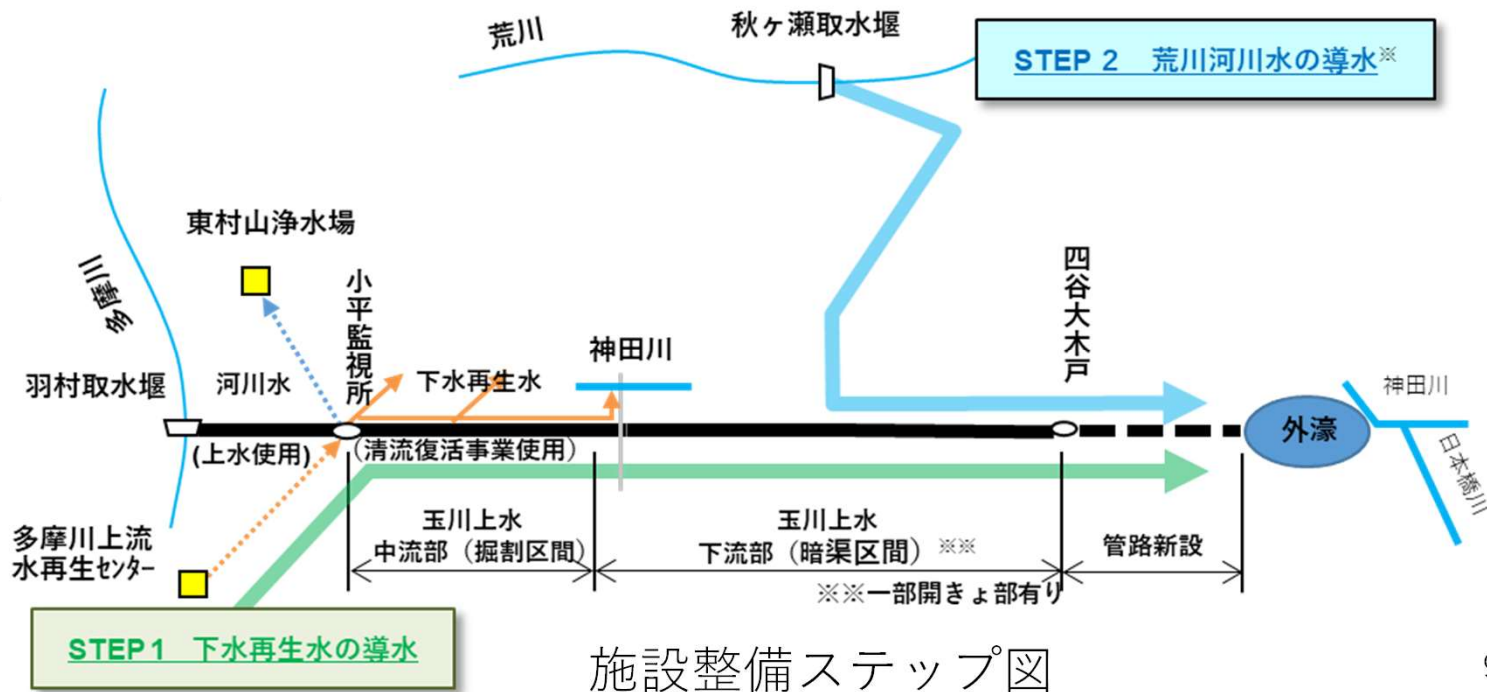 荒川
秋ヶ瀬取水堰
STEP 2　荒川河川水の導水※
東村山浄水場
多摩川
小平監視所
四谷大木戸
羽村取水堰
河川水
下水再生水
神田川
神田川
外濠
日本橋川
(上水使用)
(清流復活事業使用)
多摩川上流
水再生ｾﾝﾀｰ
玉川上水
中流部（掘割区間）
玉川上水
下流部（暗渠区間）※※
管路新設
※※一部開きょ部有り
STEP1　下水再生水の導水
施設整備ステップ図